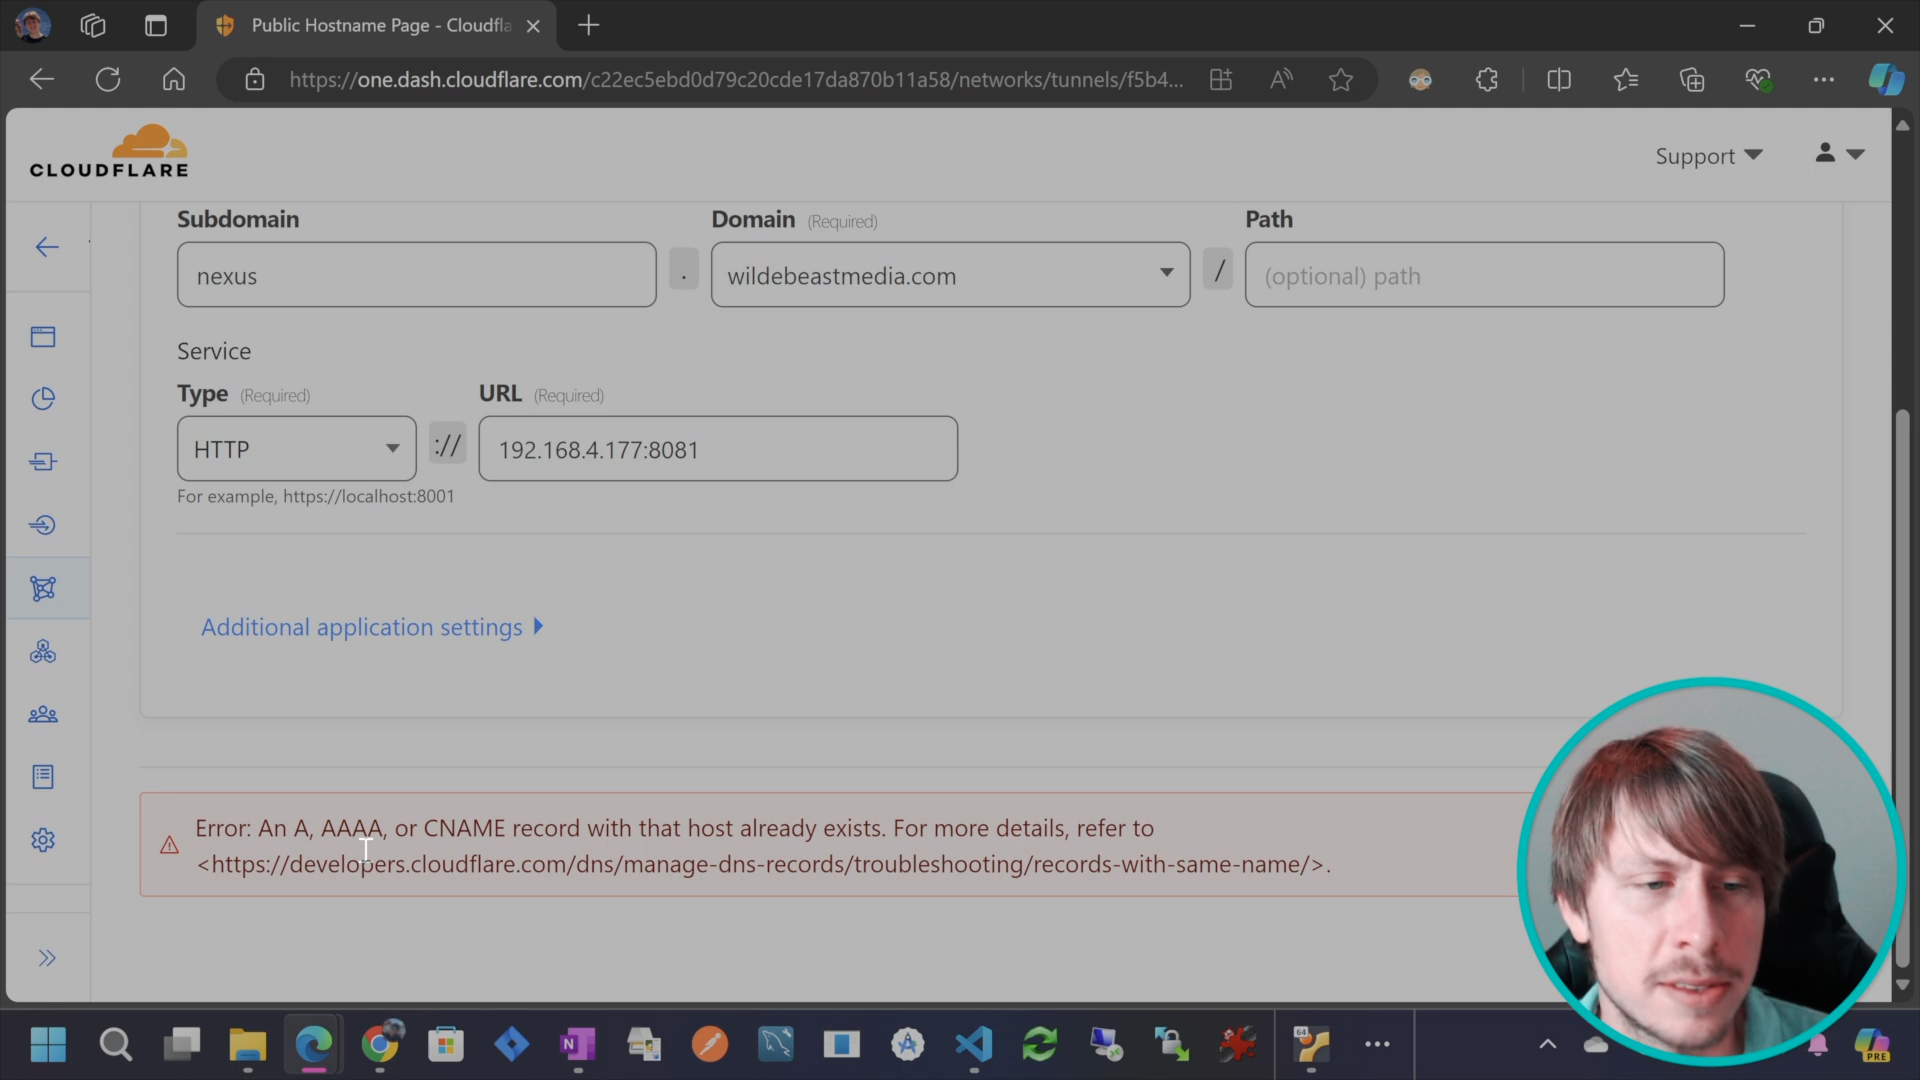 Public Hostname Page - Cloudfla
https://one.dash.cloudflare.com/c22ec5ebd0d79c20cde17da870b11a58/networks/tunnels/f5b4...
CLOUDFLARE
Support
Subdomain
Domain (Required)
Path
nexus
.
wildebeastmedia.com
/
(optional) path
Service
Type (Required)
URL (Required)
HTTP
://
192.168.4.177:8081
For example, https://localhost:8001
Additional application settings
Error: An A, AAAA, or CNAME record with that host already exists. For more details, refer to
<https://developers.cloudflare.com/dns/manage-dns-records/troubleshooting/records-with-same-name/>.
N
64
PRE